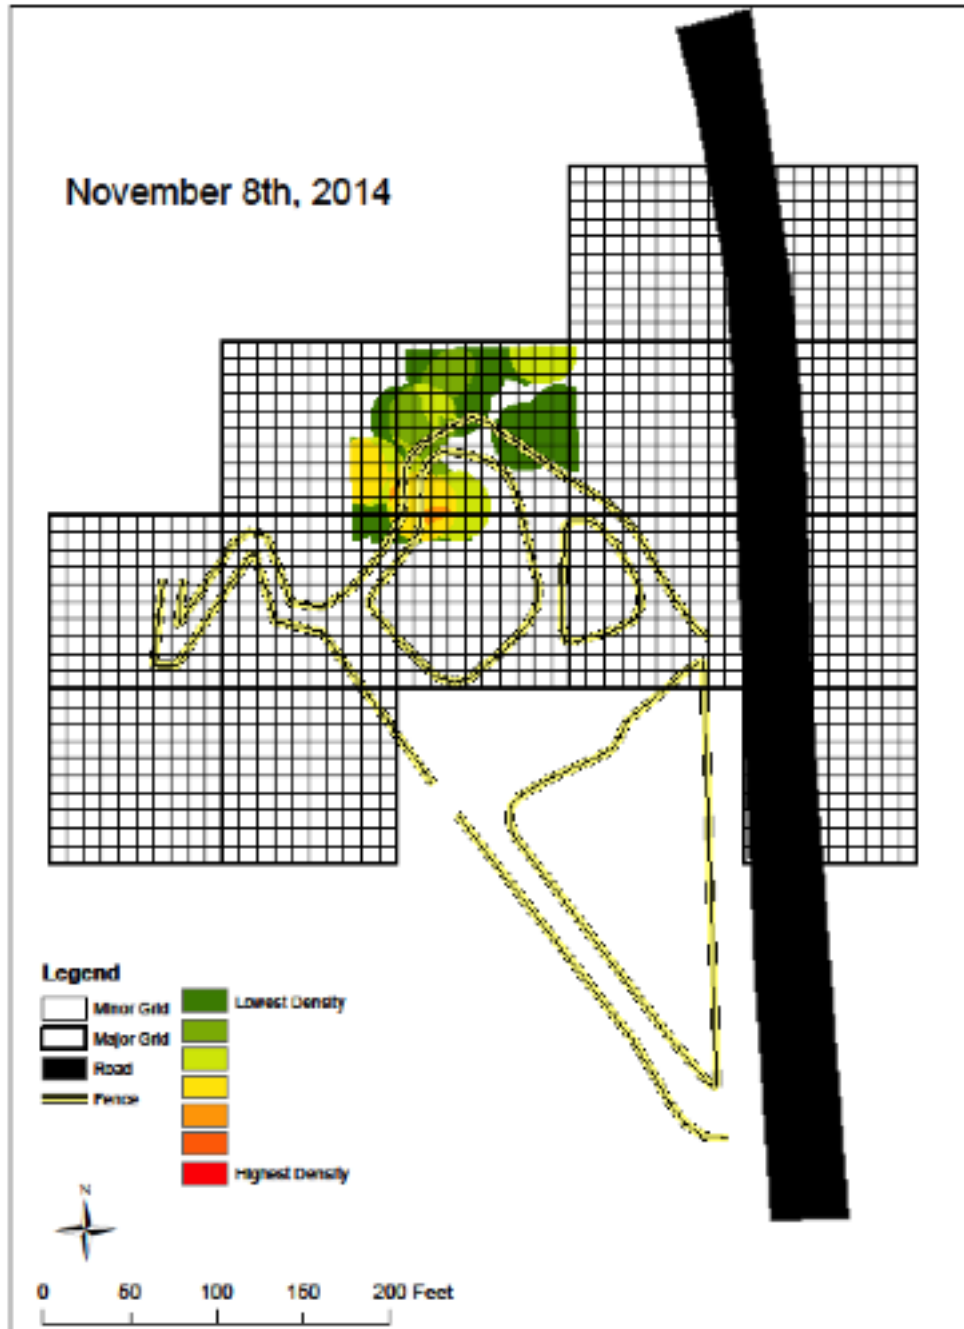 November 8th, 2014
Legend
Minor Grid
Major Grid
Road
Fence
Lowest Density
Highest Density
N
0 50 100 150 200 Feet